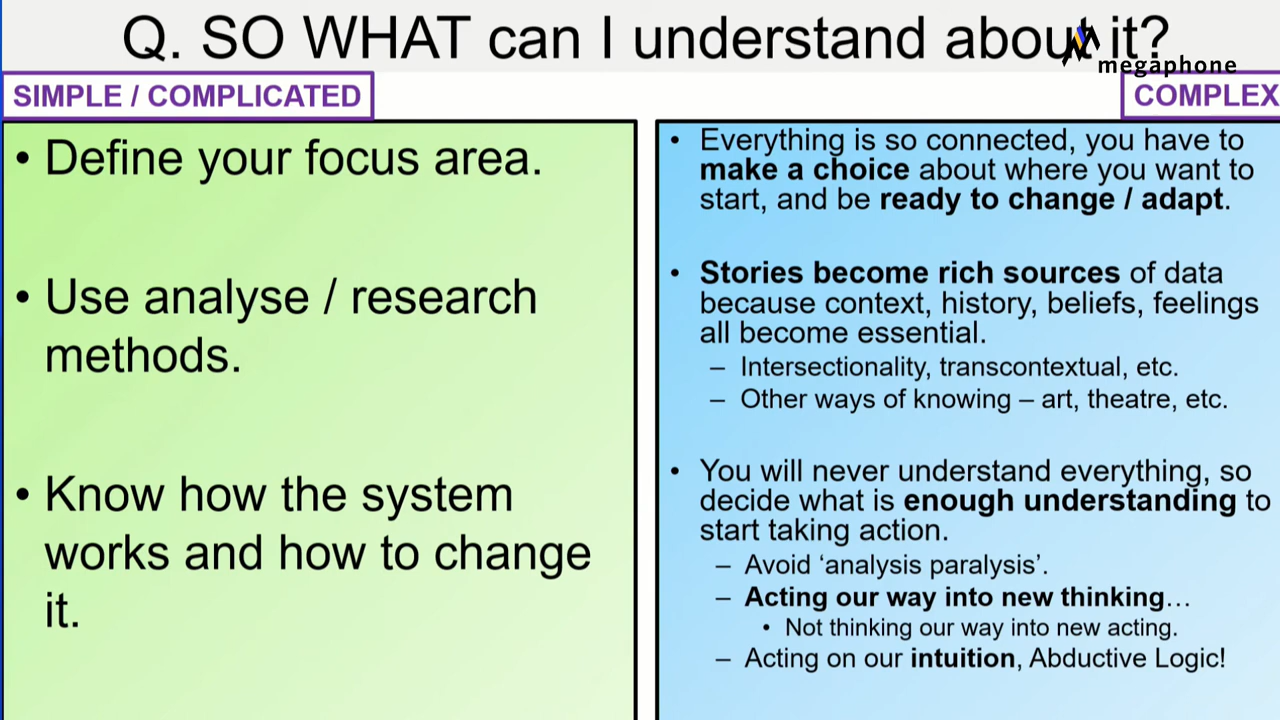 Q. SO WHAT can I understand about it?
megaphone
SIMPLE / COMPLICATED
COMPLEX
• Define your focus area.
• Use analyse / research
methods.
• Know how the system
works and how to change
it.
• Everything is so connected, you have to
make a choice about where you want to
start, and be ready to change / adapt.
• Stories become rich sources of data
because context, history, beliefs, feelings
all become essential.
– Intersectionality, transcontextual, etc.
– Other ways of knowing – art, theatre, etc.
• You will never understand everything, so
decide what is enough understanding to
start taking action.
– Avoid ‘analysis paralysis’.
– Acting our way into new thinking…
• Not thinking our way into new acting.
– Acting on our intuition, Abductive Logic!